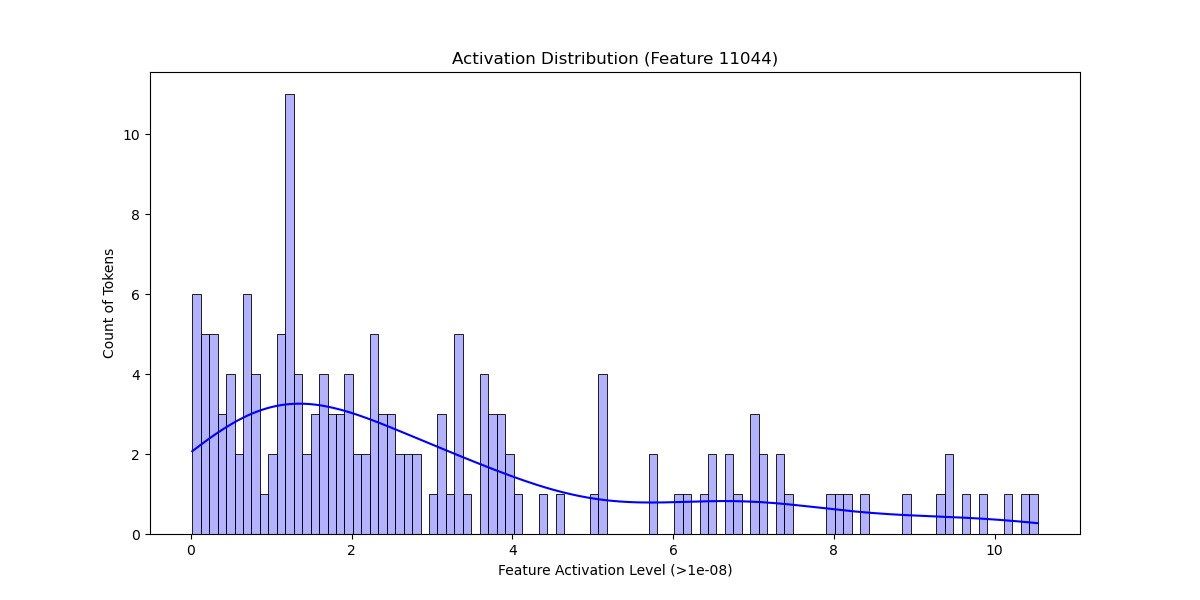 Activation Distribution (Feature 11044)
10
8
6
4
2
0
Count of Tokens
0 2 4 6 8 10
Feature Activation Level (>1e-08)